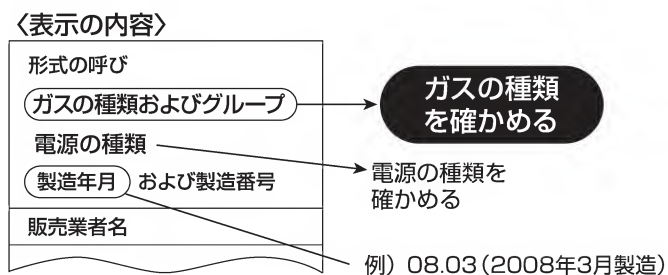 〈表示の内容〉
形式の呼び
ガスの種類およびグループ
ガスの種類
を確かめる
電源の種類
電源の種類を
確かめる
製造年月 および製造番号
販売業者名
例）08.03（2008年3月製造）